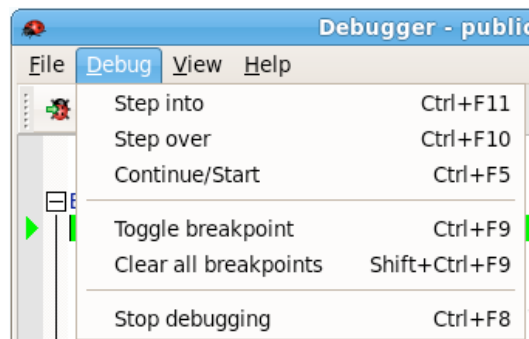 Debugger - public
File Debug View Help
Step into Ctrl+F11
Step over Ctrl+F10
Continue/Start Ctrl+F5
Toggle breakpoint Ctrl+F9
Clear all breakpoints Shift+Ctrl+F9
Stop debugging Ctrl+F8